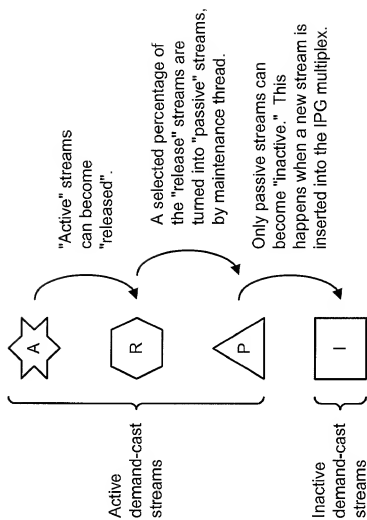 "Active" streams
can become
"released".
A selected percentage of
the "release" streams are
turned into "passive" streams,
by maintenance thread.
Only passive streams can
become "inactive." This
happens when a new stream is
inserted into the IPG multiplex.
A
R
P
I
Active
demand-cast
streams
Inactive
demand-cast
streams